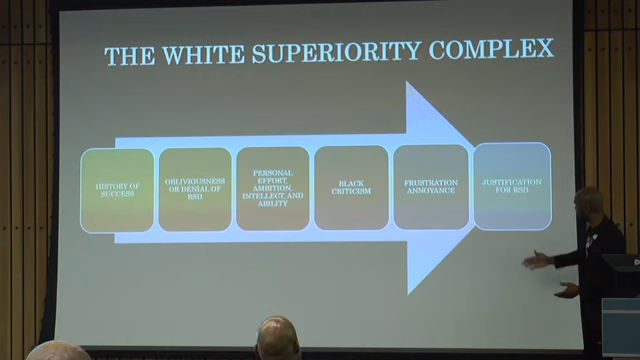 THE WHITE SUPERIORITY COMPLEX
HISTORY OF
SUCCESS
OBLIVIOUSNESS
OR DENIAL OF
RSD
PERSONAL
EFFORT,
AMBITION,
INTELLECT AND
ABILITY
BLACK
CRITICISM
FRUSTRATION
ANNOYANCE
JUSTIFICATION
FOR RSD